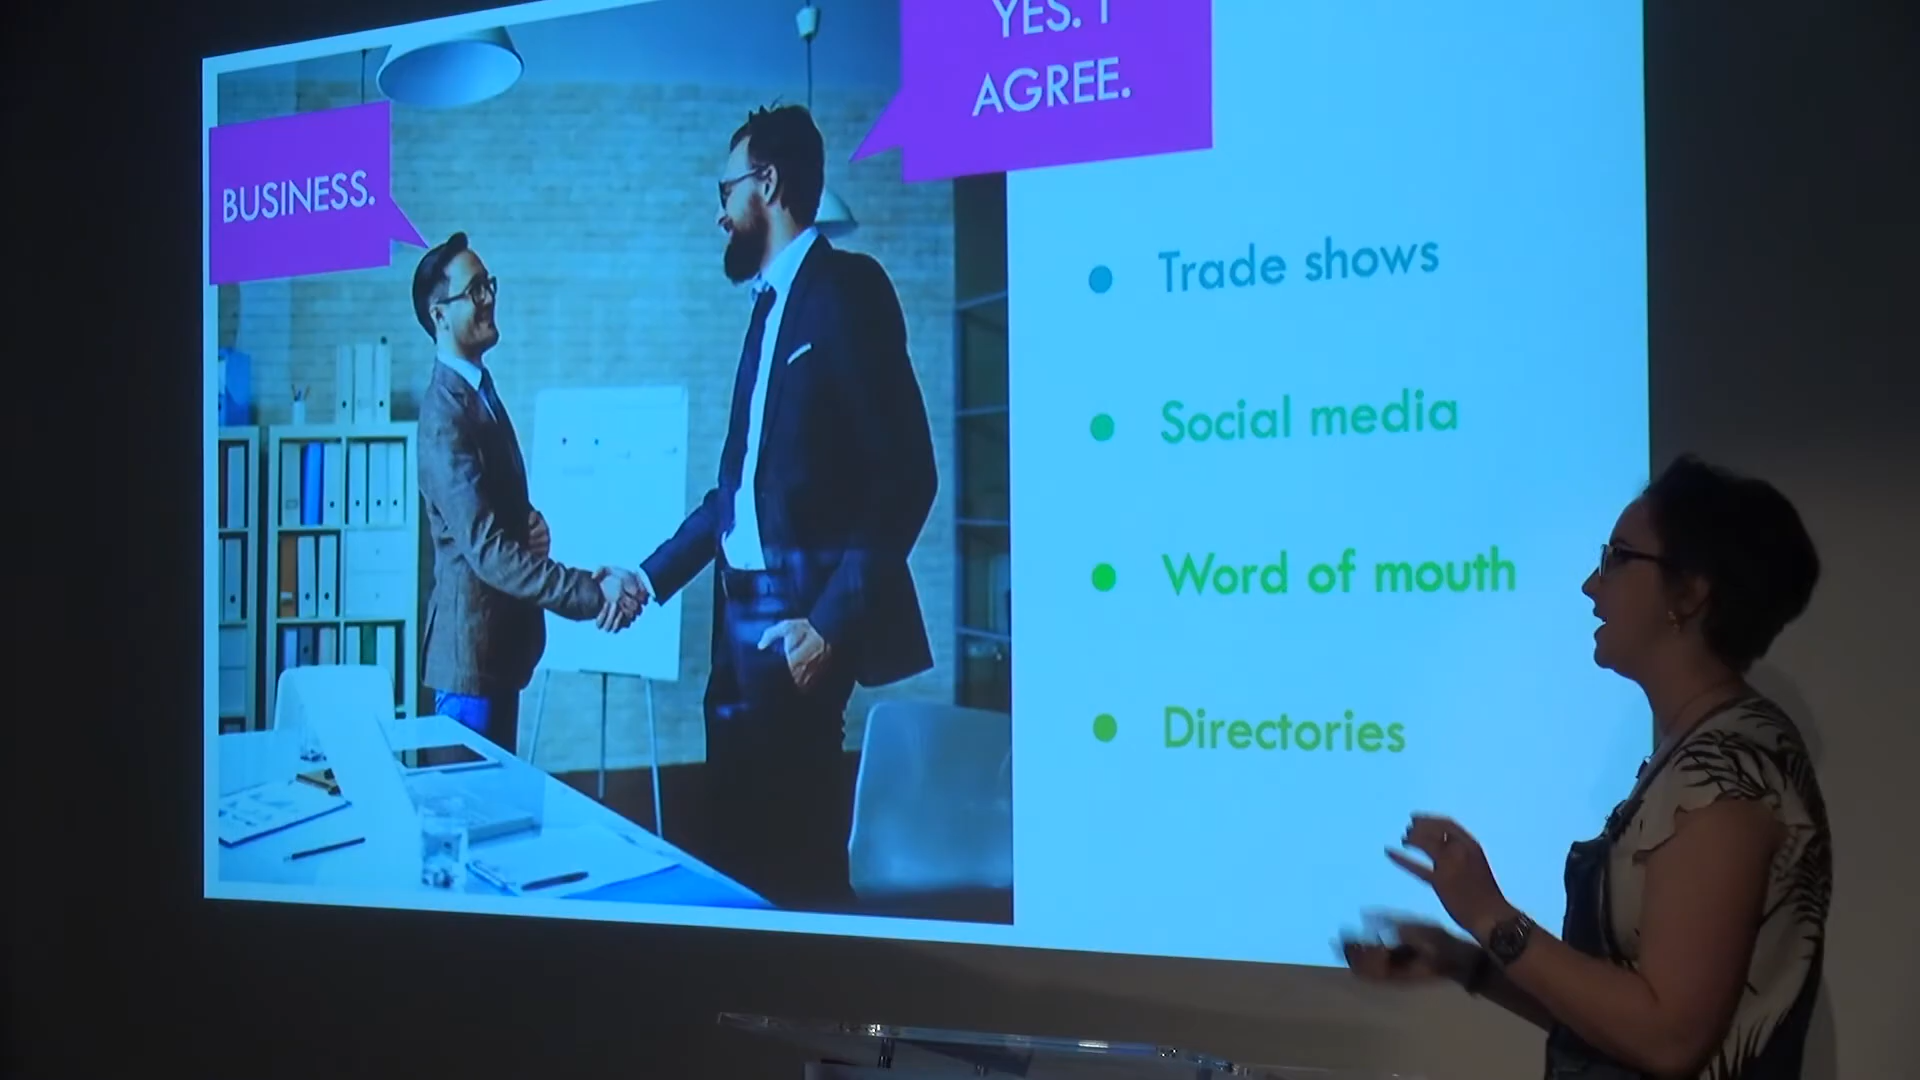 YES. I
AGREE.
BUSINESS.
Trade shows
Social media
Word of mouth
Directories